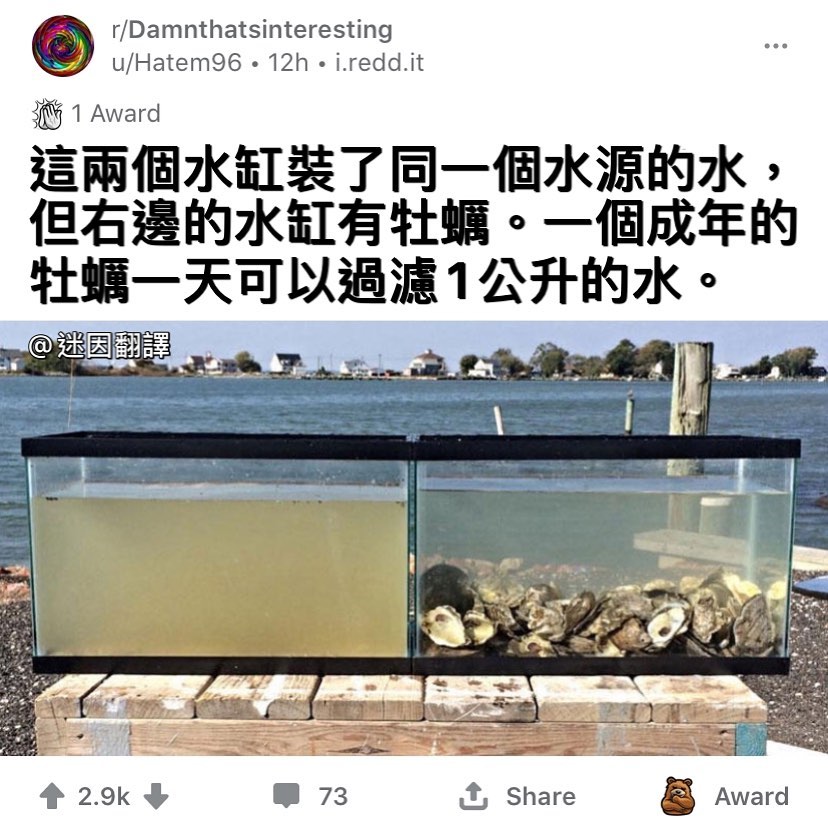 r/Damnthatsinteresting
u/Hatem96 • 12h • i.redd.it
1 Award
這兩個水缸裝了同一個水源的水，
但右邊的水缸有牡蠣。一個成年的
牡蠣一天可以過濾1公升的水。
@迷因翻譯
2.9k 73 Share Award